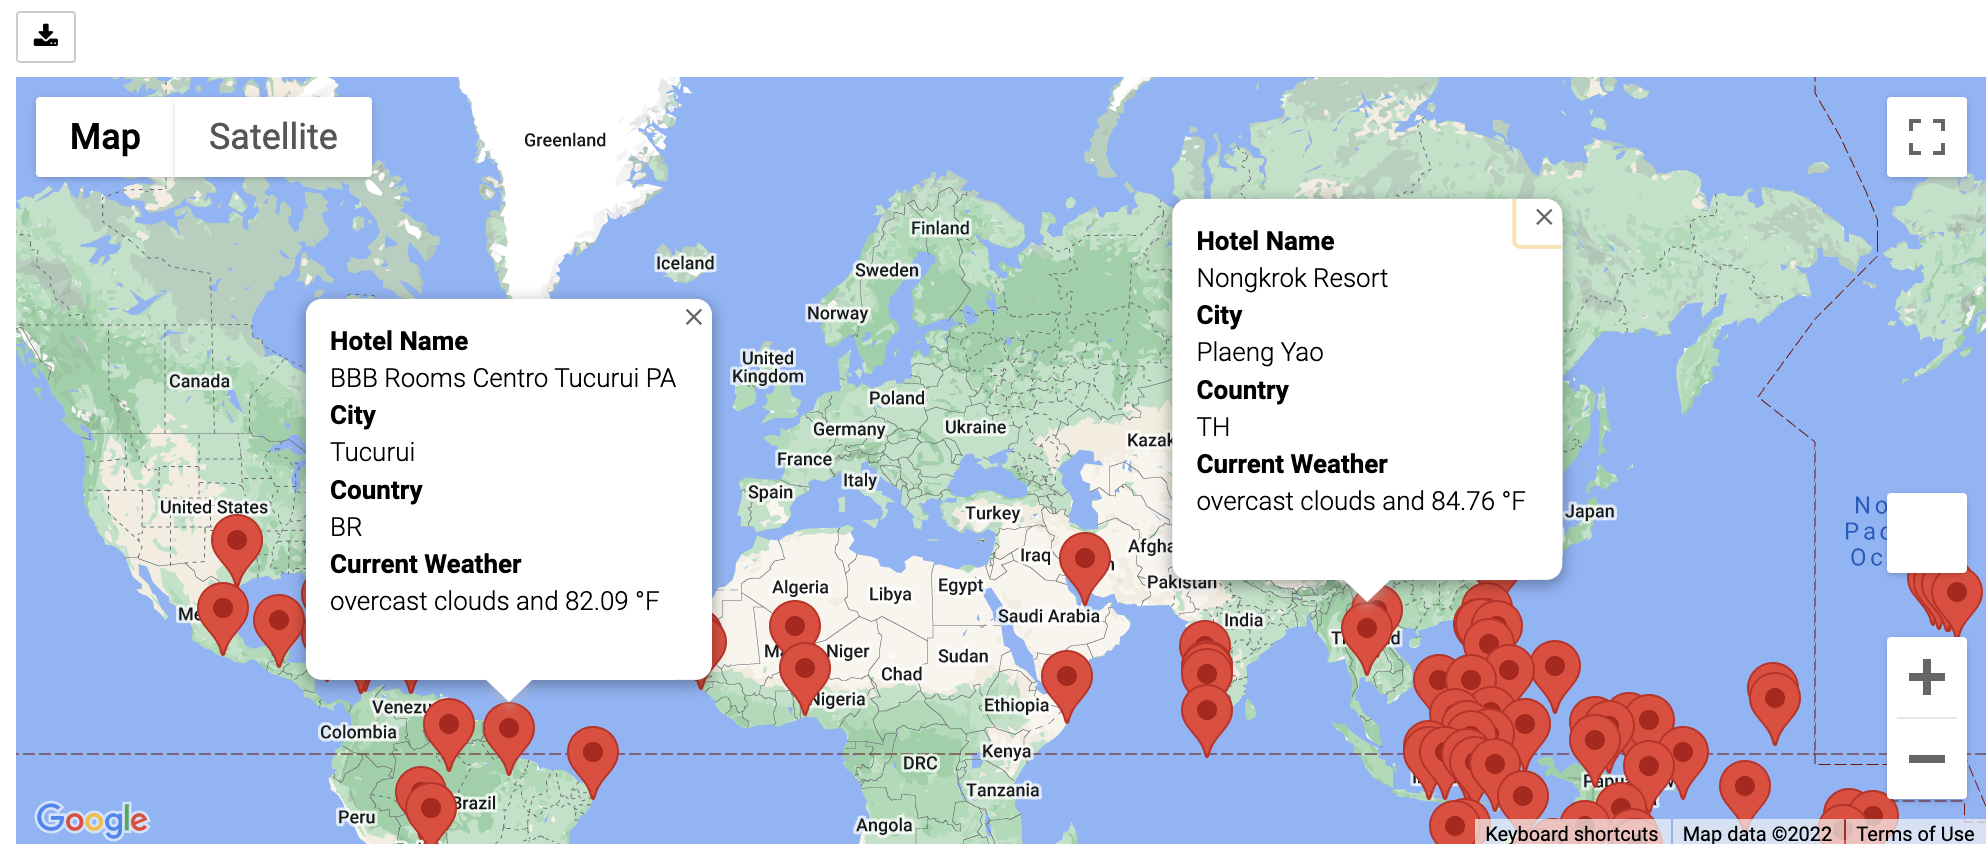 Map
Satellite
Greenland
Finland
Iceland
Sweden
Norway
United
Kingdom
Canada
Poland
Germany
Ukraine
Kazak
France
Italy
Spain
United States
Turkey
Japan
Iraq
Afgha
Algeria
Libya
Egypt
Pakistan
Saudi Arabia
India
Me
Niger
Sudan
Chad
Nigeria
Ethiopia
Venezu
Colombia
Kenya
DRC
Tanzania
Brazil
Peru
Angola
Hotel Name
BBB Rooms Centro Tucurui PA
City
Tucurui
Country
BR
Current Weather
overcast clouds and 82.09 °F
Hotel Name
Nongkrok Resort
City
Plaeng Yao
Country
TH
Current Weather
overcast clouds and 84.76 °F
No
Pac
Oc
Google
Keyboard shortcuts
Map data ©2022
Terms of Use